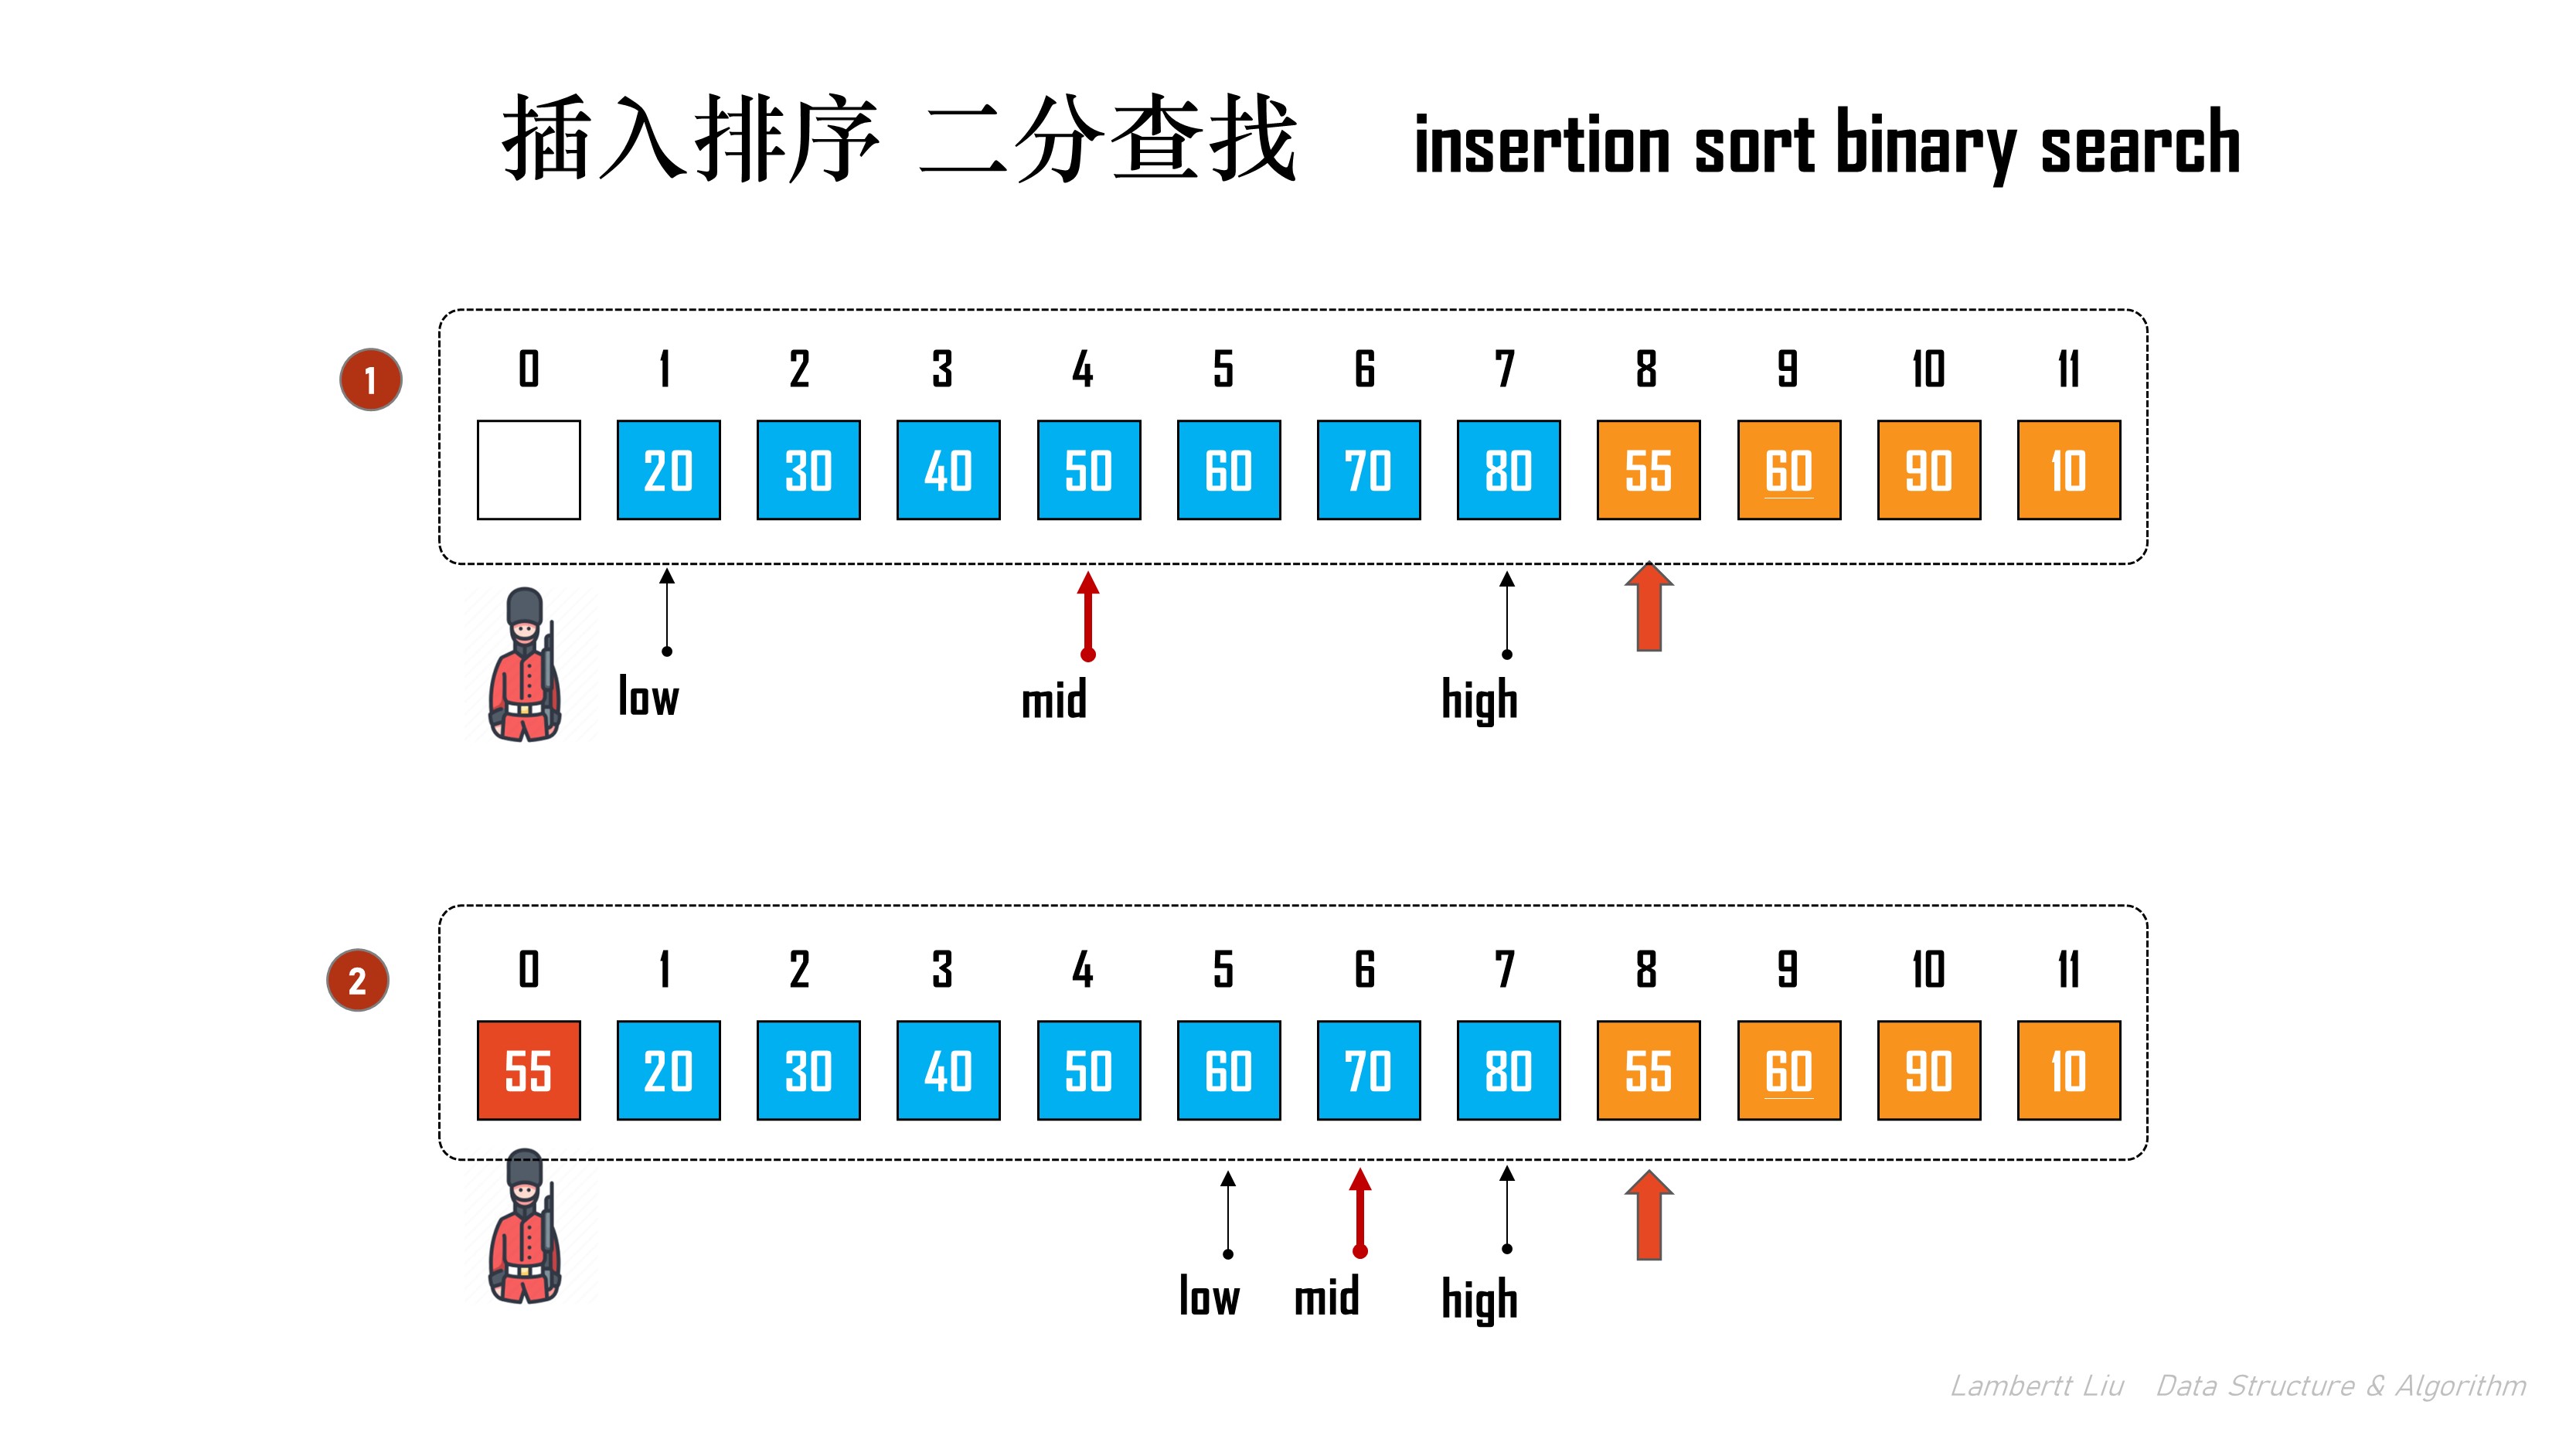 插入排序 二分查找 insertion sort binary search
1
0 1 2 3 4 5 6 7 8 9 10 11
20 30 40 50 60 70 80 55 60 90 10
low mid high
2
0 1 2 3 4 5 6 7 8 9 10 11
55 20 30 40 50 60 70 80 55 60 90 10
low mid high
Lambertt Liu Data Structure & Algorithm